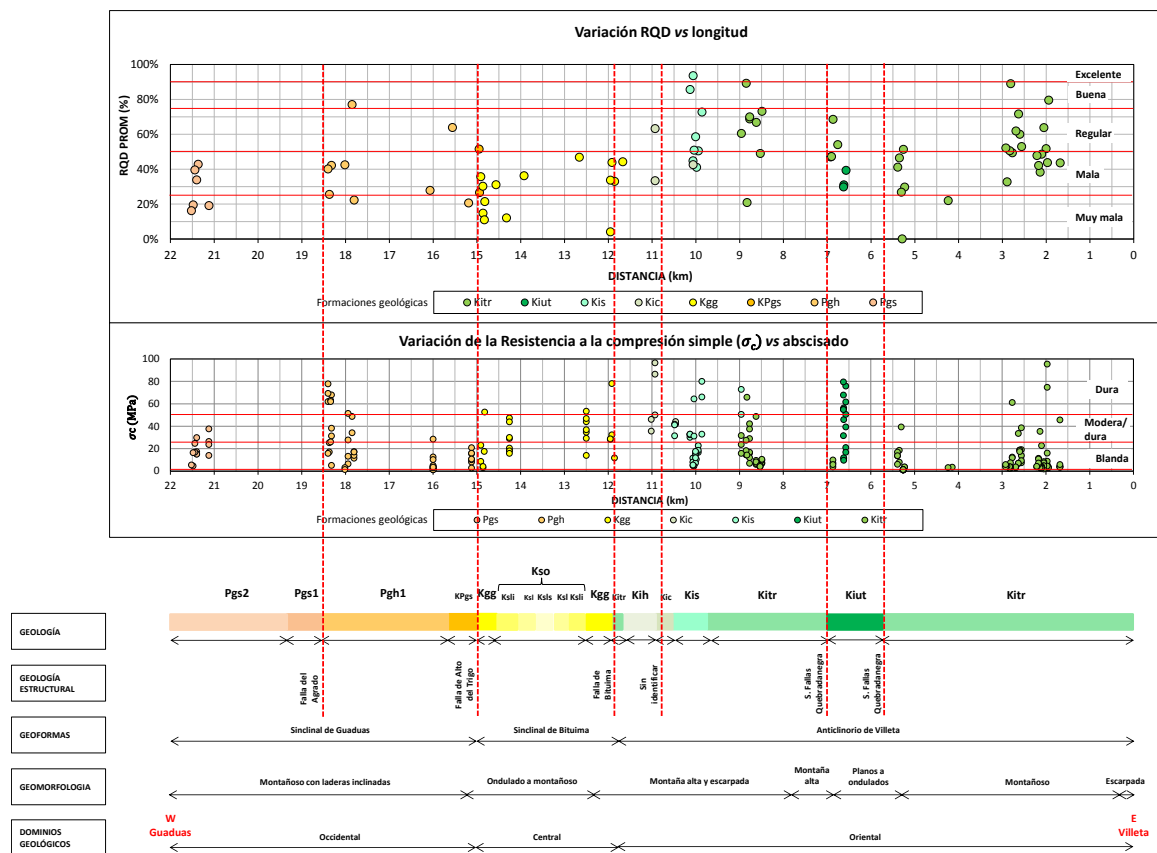 Variación RQD vs longitud
RQD PROM (%)
100%
80%
60%
40%
20%
0%
Excelente
Buena
Regular
Mala
Muy mala
22 21 20 19 18 17 16 15 14 13 12 11 10 9 8 7 6 5 4 3 2 1 0
DISTANCIA (km)
Formaciones geológicas Kitr Kiut Kis Kic Kgg KPgs Pgh Pgs
Variación de la Resistencia a la compresión simple (σc) vs abscisado
σc (MPa)
100
80
60
40
20
0
Dura
Modera/
dura
Blanda
22 21 20 19 18 17 16 15 14 13 12 11 10 9 8 7 6 5 4 3 2 1 0
DISTANCIA (km)
Formaciones geológicas Pgs Pgh Kgg Kic Kis Kiut Kitr
Kso
Pgs2 Pgs1 Pgh1 KPgs Kgg Ksli Ksl Ksls Ksl Ksli Kgg Kitr Kih Kic Kis Kitr Kiut Kitr
GEOLOGÍA
GEOLOGÍA
ESTRUCTURAL
Falla del
Agrado
Falla de Alto
del Trigo
Falla de
Bituima
Sin
identificar
S. Fallas
Quebradanegra
S. Fallas
Quebradanegra
GEOFORMAS
Sinclinal de Guaduas
Sinclinal de Bituima
Anticlinorio de Villeta
GEOMORFOLOGIA
Montañoso con laderas inclinadas
Ondulado a montañoso
Montaña alta y escarpada
Montaña
alta
Planos a
ondulados
Montañoso
Escarpada
W
Guaduas
E
Villeta
DOMINIOS
GEOLÓGICOS
Occidental
Central
Oriental